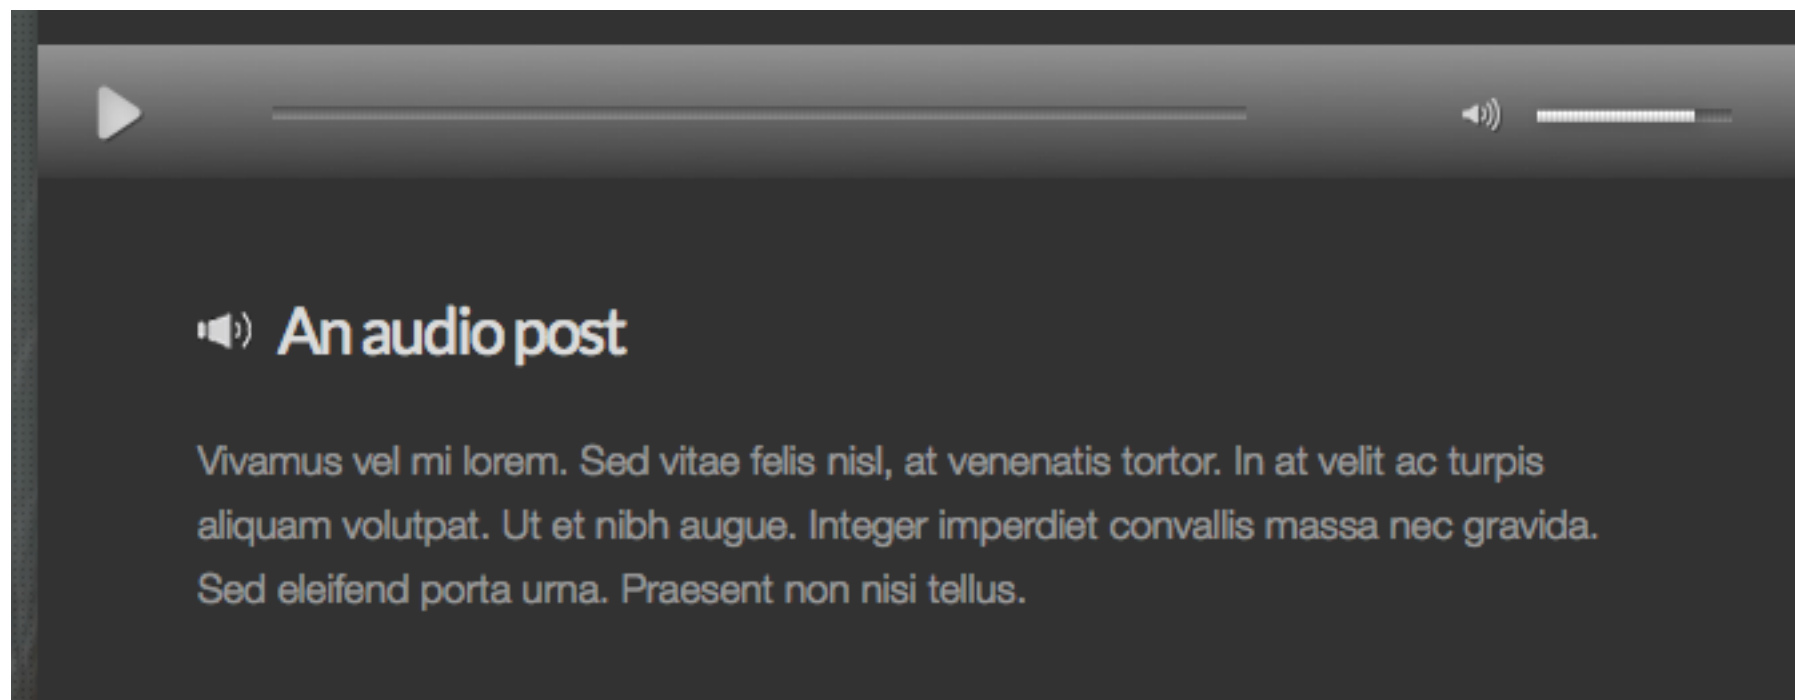 An audio post
Vivamus vel mi lorem. Sed vitae felis nisl, at venenatis tortor. In at velit ac turpis
aliquam volutpat. Ut et nibh augue. Integer imperdiet convallis massa nec gravida.
Sed eleifend porta urna. Praesent non nisi tellus.